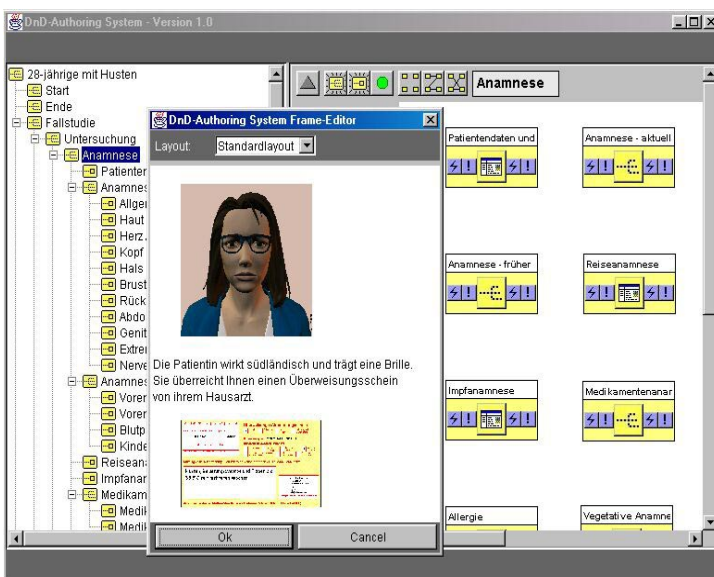 DnD-Authoring System - Version 1.0
28-jährige mit Husten
Start
Ende
Fallstudie
Untersuchung
Anamnese
Patienter
Anamnes
Allger
Haut
Herz,
Kopf
Hals
Brust
Rück
Abdo
Genit
Extrer
Nerve
Anamnes
Vorer
Vorer
Blutp
Kinde
Reisean
Impfanar
Medikam
Medik
Medik
DnD-Authoring System Frame-Editor
Layout: Standardlayout
Die Patientin wirkt südländisch und trägt eine Brille.
Sie überreicht Ihnen einen Überweisungsschein
von ihrem Hausarzt.
Ok Cancel
Anamnese
Patientendaten und
Anamnese - aktuell
Anamnese - früher
Reiseanamnese
Impfanamnese
Medikamentenanar
Allergie
Vegetative Anamne